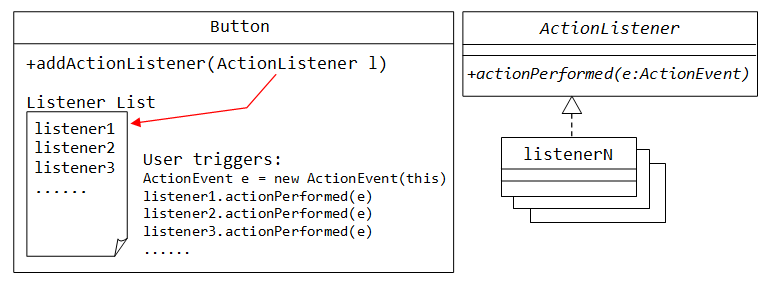 Button
+addActionListener(ActionListener l)
Listener List
listener1
listener2
listener3
......
User triggers:
ActionEvent e = new ActionEvent(this)
listener1.actionPerformed(e)
listener2.actionPerformed(e)
listener3.actionPerformed(e)
......
ActionListener
+actionPerformed(e:ActionEvent)
listenerN